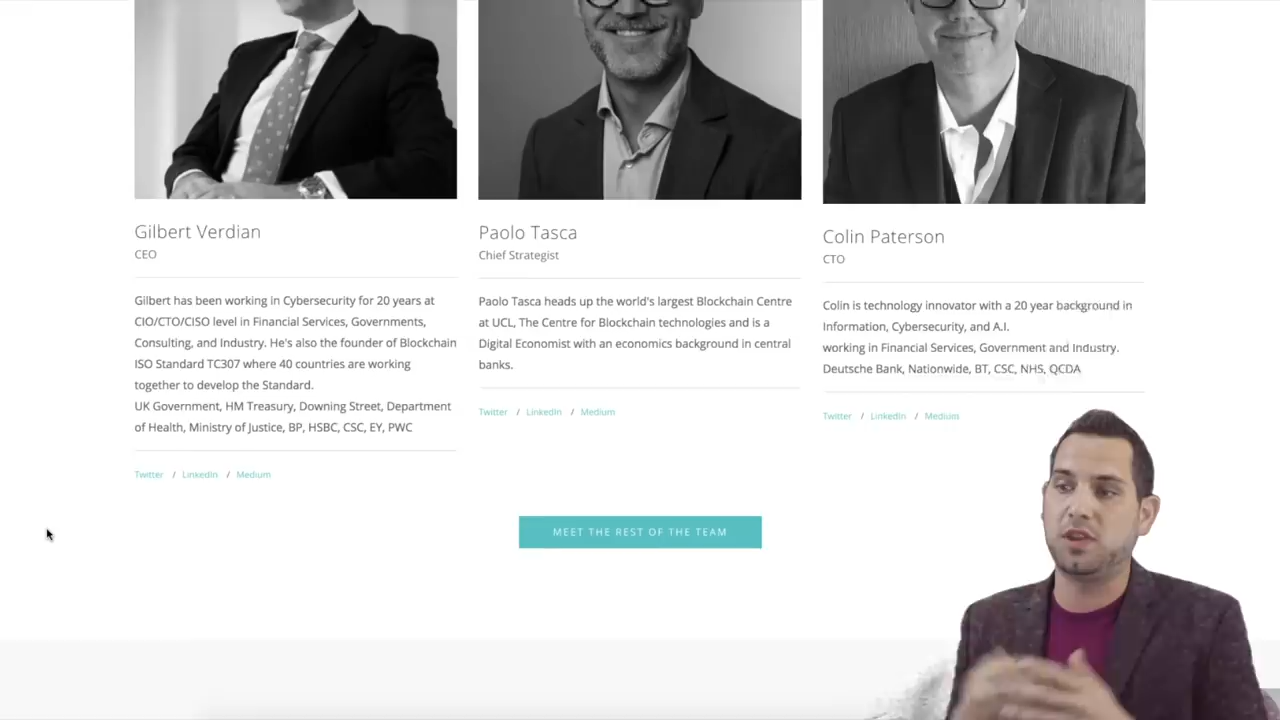 Gilbert Verdian
CEO
Gilbert has been working in Cybersecurity for 20 years at
CIO/CTO/CISO level in Financial Services, Governments,
Consulting, and Industry. He's also the founder of Blockchain
ISO Standard TC307 where 40 countries are working
together to develop the Standard.
UK Government, HM Treasury, Downing Street, Department
of Health, Ministry of Justice, BP, HSBC, CSC, EY, PWC
Twitter / LinkedIn / Medium
Paolo Tasca
Chief Strategist
Paolo Tasca heads up the world's largest Blockchain Centre
at UCL, The Centre for Blockchain technologies and is a
Digital Economist with an economics background in central
banks.
Twitter / LinkedIn / Medium
Colin Paterson
CTO
Colin is technology innovator with a 20 year background in
Information, Cybersecurity, and A.I.
working in Financial Services, Government and Industry.
Deutsche Bank, Nationwide, BT, CSC, NHS, QCDA
Twitter / LinkedIn / Medium
MEET THE REST OF THE TEAM